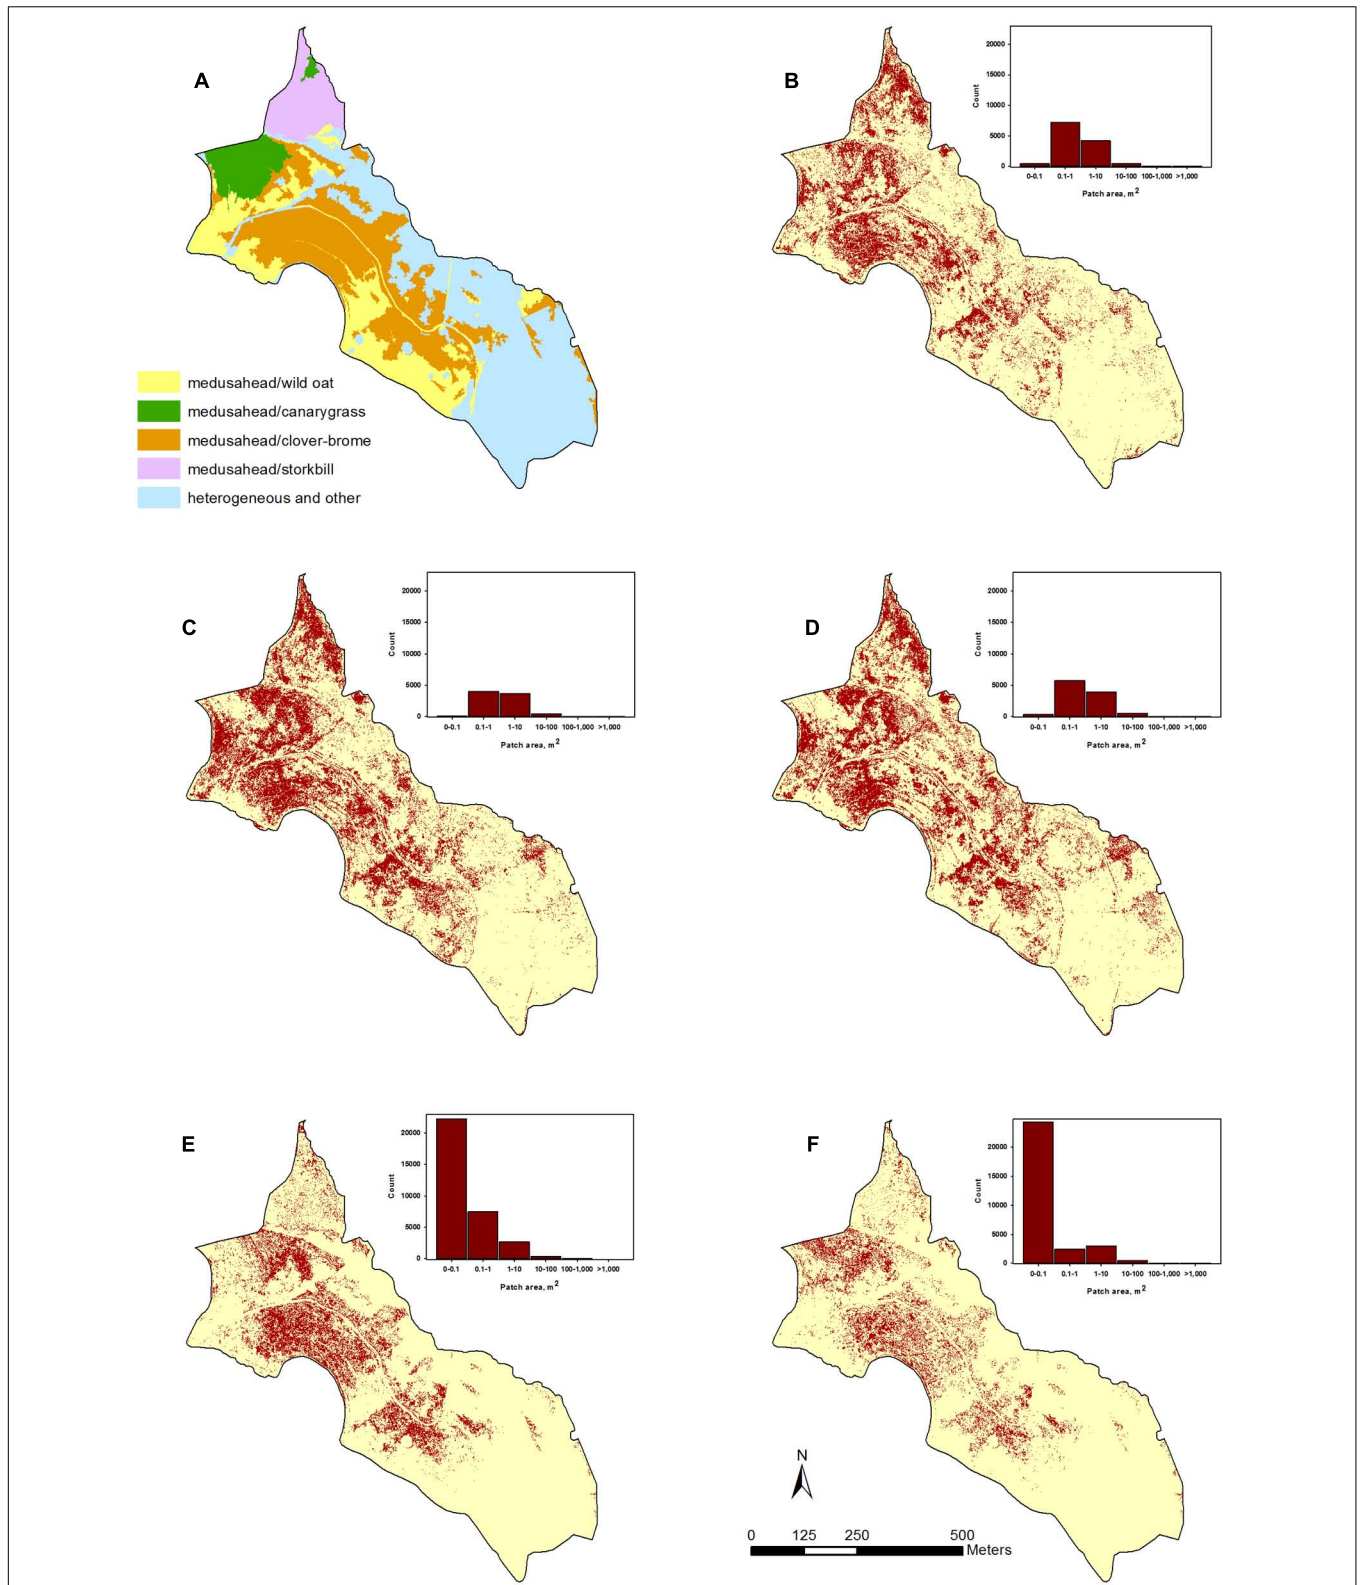 A
medusahead/wild oat
medusahead/canarygrass
medusahead/clover-brome
medusahead/storkbill
heterogeneous and other
B
20000
15000
10000
5000
0
Count
0-0.1 0.1-1 1-10 10-100 100-1,000 >1,000
Patch area, m2
C
20000
15000
10000
5000
0
Count
0-0.1 0.1-1 1-10 10-100 100-1,000 >1,000
Patch area, m2
D
20000
15000
10000
5000
0
Count
0-0.1 0.1-1 1-10 10-100 100-1,000 >1,000
Patch area, m2
E
20000
15000
10000
5000
0
Count
0-0.1 0.1-1 1-10 10-100 100-1,000 >1,000
Patch area, m2
F
20000
15000
10000
5000
0
Count
0-0.1 0.1-1 1-10 10-100 100-1,000 >1,000
Patch area, m2
N
0 125 250 500
Meters